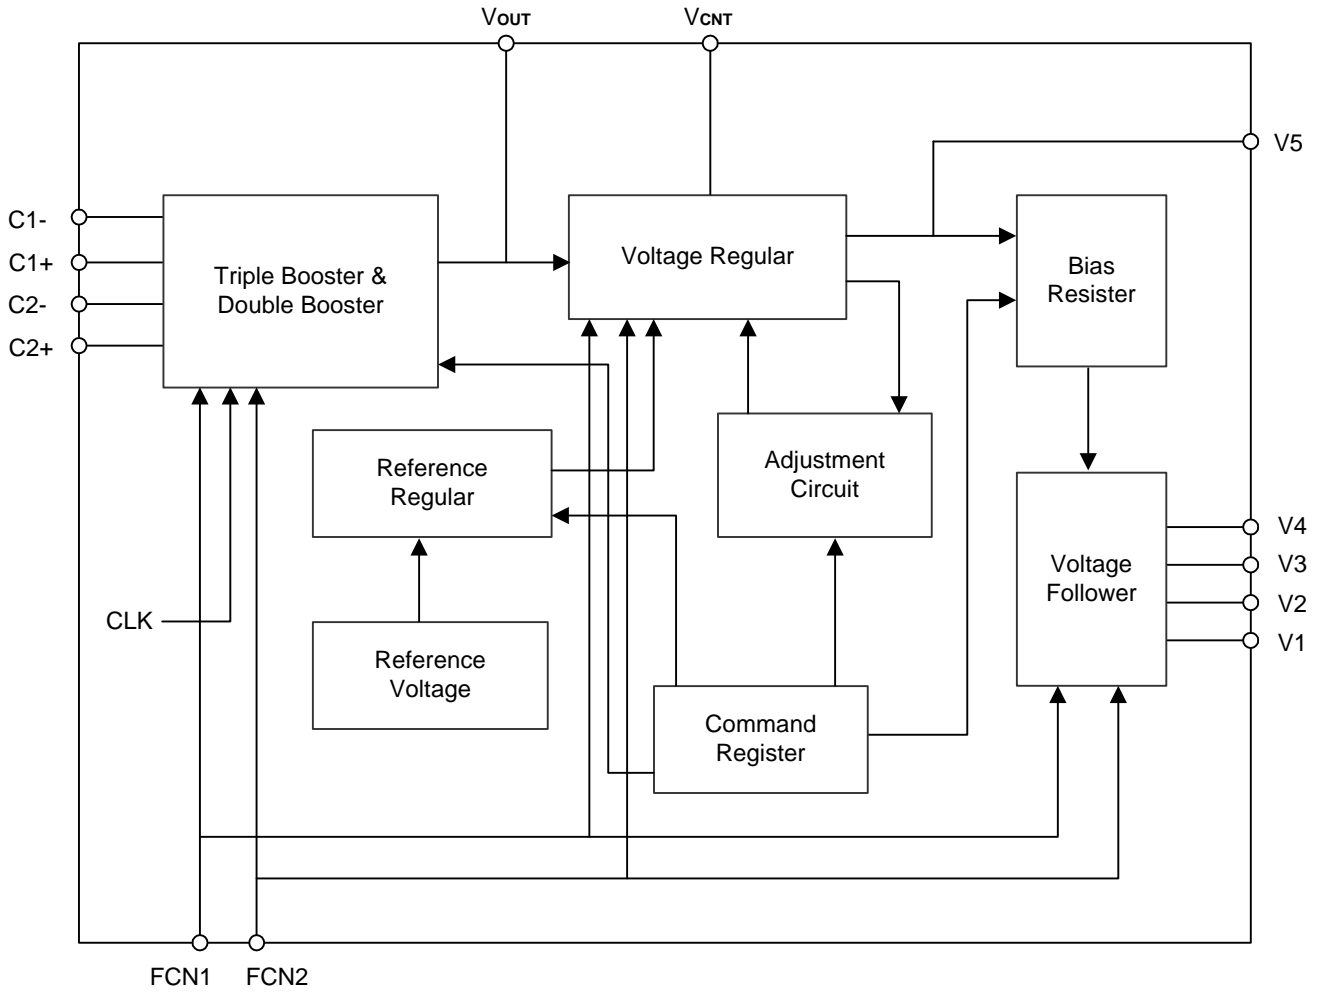 VOUT
VCNT
V5
C1-
C1+
C2-
C2+
Triple Booster &
Double Booster
Voltage Regular
Bias
Resister
Reference
Regular
Adjustment
Circuit
V4
V3
V2
V1
Voltage
Follower
CLK
Reference
Voltage
Command
Register
FCN1
FCN2